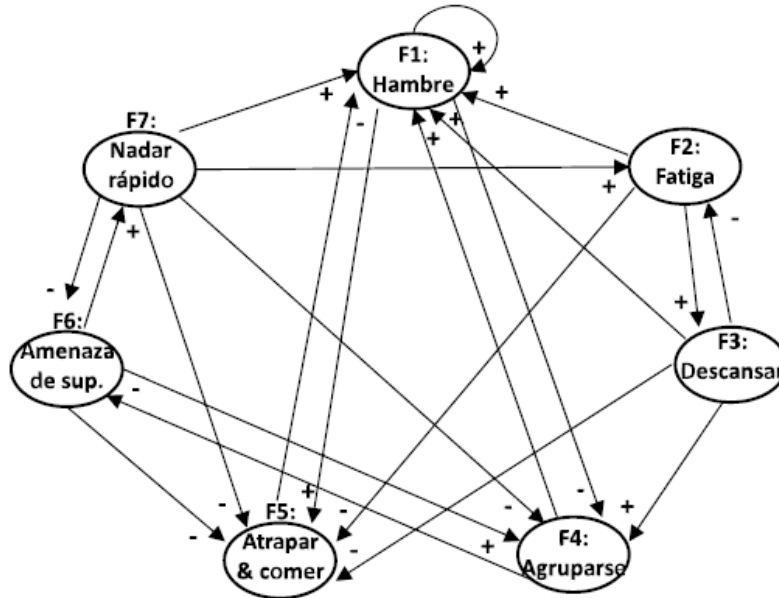 F1:
Hambre
F7:
Nadar
rápido
F2:
Fatiga
F6:
Amenaza
de sup.
F3:
Descansar
F5:
Atrapar
& comer
F4:
Agruparse
+
+
-
+
+
+
+
+
-
+
+
-
-
-
-
-
-
+
-
-
+
-
-
+